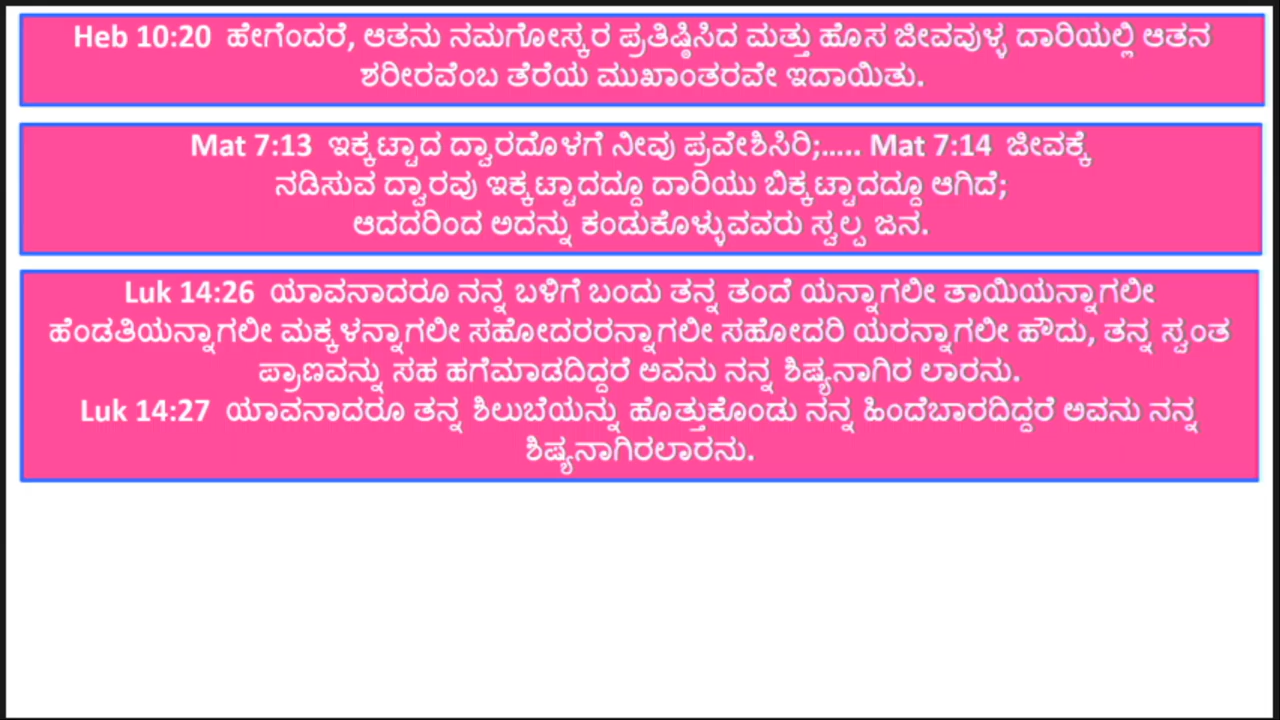 Heb 10:20 ಹೇಗೆಂದರೆ, ಆತನು ನಮಗೋಸ್ಕರ ಪ್ರತಿಷ್ಠಿಸಿದ ಮತ್ತು ಹೊಸ ಜೀವವುಳ್ಳ ದಾರಿಯಲ್ಲಿ ಆತನ
ಶರೀರವೆಂಬ ತೆರೆಯ ಮುಖಾಂತರವೇ ಇದಾಯಿತು.
Mat 7:13 ಇಕ್ಕಟ್ಟಾದ ದ್ವಾರದೊಳಗೆ ನೀವು ಪ್ರವೇಶಿಸಿರಿ;..... Mat 7:14 ಜೀವಕ್ಕೆ
ನಡಿಸುವ ದ್ವಾರವು ಇಕ್ಕಟ್ಟಾದದ್ದೂ ದಾರಿಯು ಬಿಕ್ಕಟ್ಟಾದದ್ದೂ ಆಗಿದೆ;
ಆದದರಿಂದ ಅದನ್ನು ಕಂಡುಕೊಳ್ಳುವವರು ಸ್ವಲ್ಪ ಜನ.
Luk 14:26 ಯಾವನಾದರೂ ನನ್ನ ಬಳಿಗೆ ಬಂದು ತನ್ನ ತಂದೆ ಯನ್ನಾಗಲೀ ತಾಯಿಯನ್ನಾಗಲೀ
ಹೆಂಡತಿಯನ್ನಾಗಲೀ ಮಕ್ಕಳನ್ನಾಗಲೀ ಸಹೋದರರನ್ನಾಗಲೀ ಸಹೋದರಿ ಯರನ್ನಾಗಲೀ ಹೌದು, ತನ್ನ ಸ್ವಂತ
ಪ್ರಾಣವನ್ನು ಸಹ ಹಗೆಮಾಡದಿದ್ದರೆ ಅವನು ನನ್ನ ಶಿಷ್ಯನಾಗಿರ ಲಾರನು.
Luk 14:27 ಯಾವನಾದರೂ ತನ್ನ ಶಿಲುಬೆಯನ್ನು ಹೊತ್ತುಕೊಂಡು ನನ್ನ ಹಿಂದೆಬಾರದಿದ್ದರೆ ಅವನು ನನ್ನ
ಶಿಷ್ಯನಾಗಿರಲಾರನು.